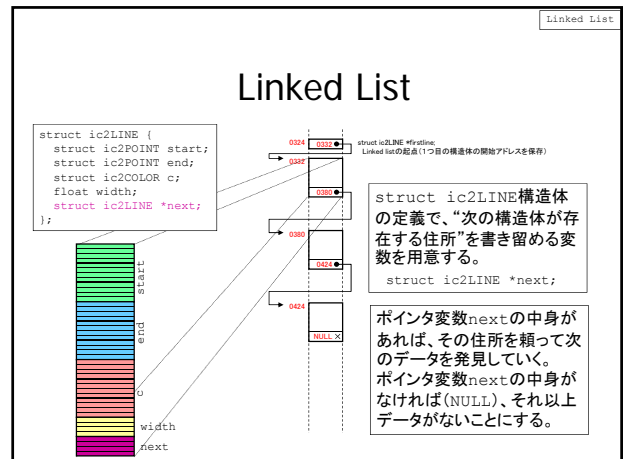 Linked List
Linked List
struct ic2LINE {
struct ic2POINT start;
struct ic2POINT end;
struct ic2COLOR c;
float width;
struct ic2LINE *next;
};
0324
0332
struct ic2LINE *firstline;
Linked listの起点(1つ目の構造体の開始アドレスを保存)
0332
0380
0380
0424
0424
NULL
struct ic2LINE構造体
の定義で、“次の構造体が存
在する住所”を書き留める変
数を用意する。
struct ic2LINE *next;
ポインタ変数nextの中身が
あれば、その住所を頼って次
のデータを発見していく。
ポインタ変数nextの中身が
なければ(NULL)、それ以上
データがないことにする。
start
end
c
width
next